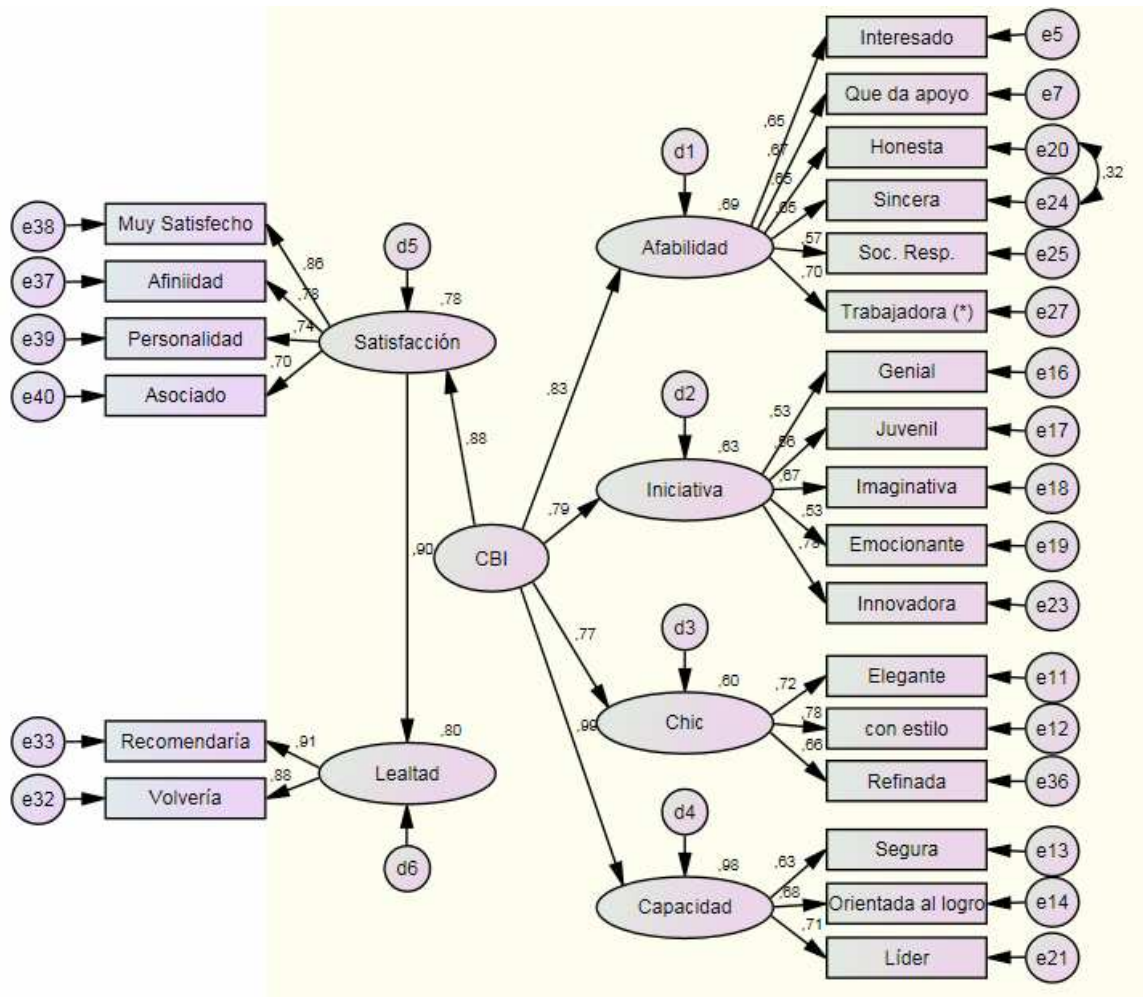 Interesado
e5
Que da apoyo
e7
,65
,67
d1
Honesta
e20
,32
,65
,69
Sincera
e24
,65
Afabilidad
,57
Soc. Resp.
e25
,70
Trabajadora (*)
e27
e38
Muy Satisfecho
,86
d5
e37
Afiniidad
,78
,78
e39
Personalidad
,74
Satisfacción
e40
Asociado
,70
,83
,88
Genial
e16
d2
,53
Juvenil
e17
,63
Iniciativa
,67
Imaginativa
e18
,79
,53
Emocionante
e19
,90
CBI
Innovadora
e23
,77
d3
,60
,72
Elegante
e11
Chic
,78
con estilo
e12
,66
Refinada
e36
,99
e33
Recomendaría
,91
,80
Lealtad
e32
Volvería
,88
d6
d4
,98
,63
Segura
e13
Capacidad
,68
Orientada al logro
e14
,71
Líder
e21